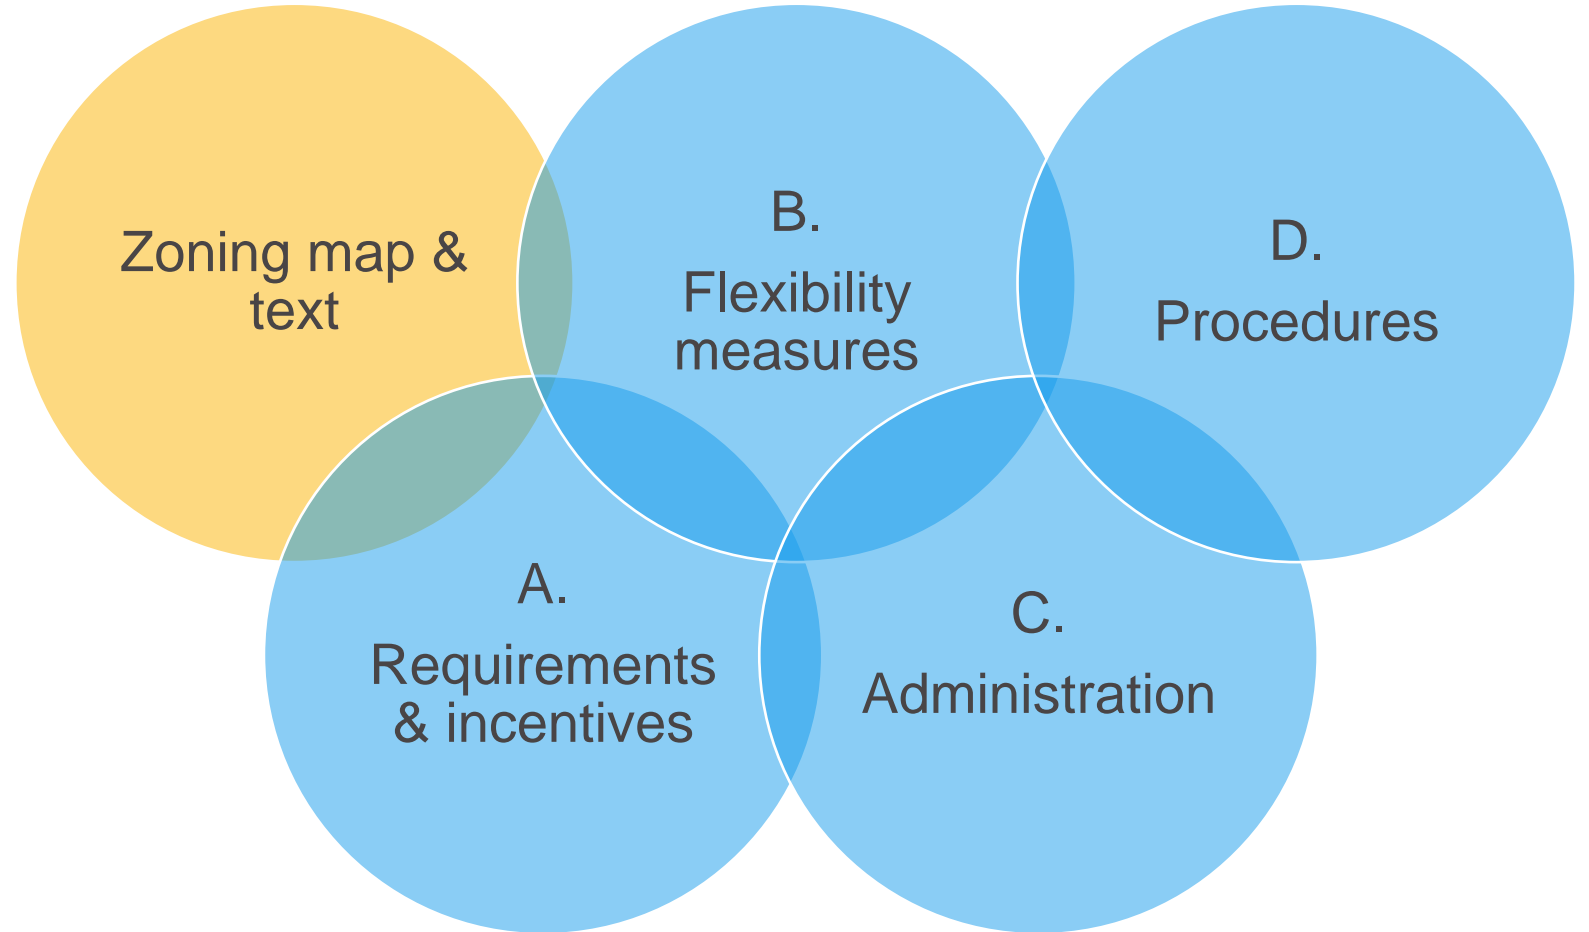 Zoning map &
text
B.
Flexibility
measures
D.
Procedures
A.
Requirements
& incentives
C.
Administration